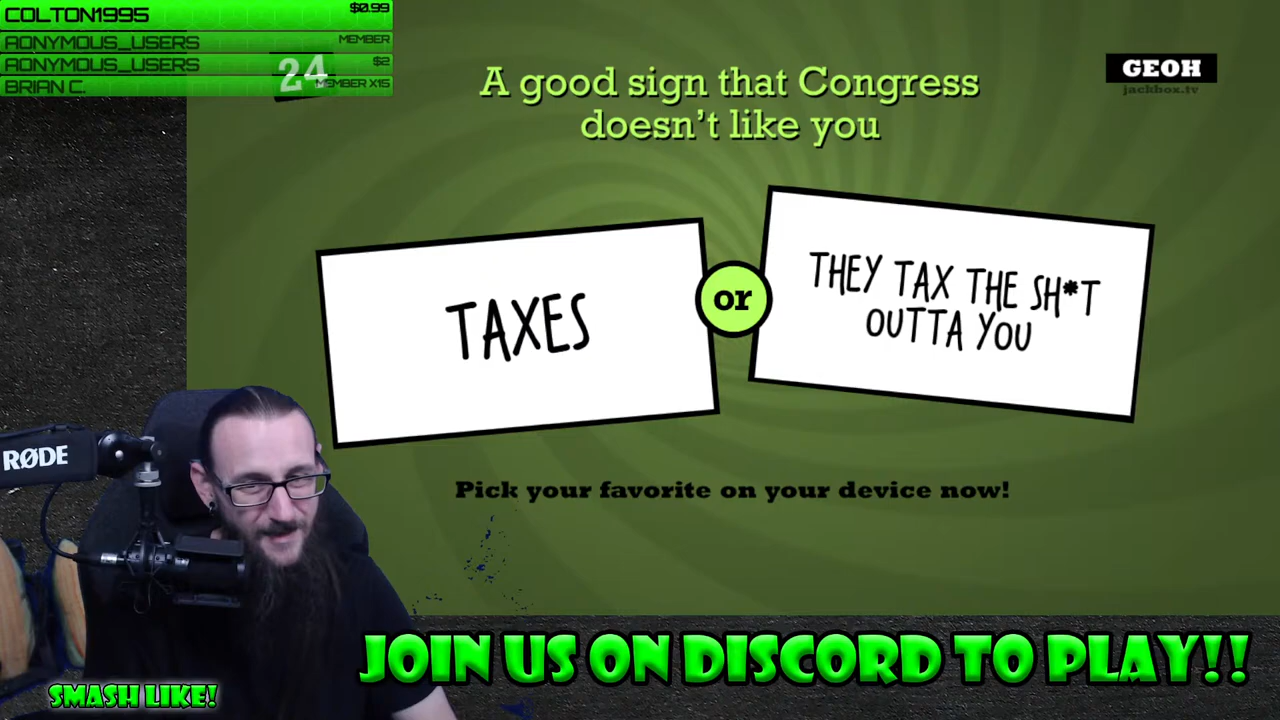 COLTON1995 $0.99
AONYMOUS_USERS MEMBER
AONYMOUS_USERS $2
BRIAN C. MEMBER X15
24
A good sign that Congress
doesn't like you
GEOH
jackbox.tv
TAXES
or
THEY TAX THE SH*T
OUTTA YOU
Pick your favorite on your device now!
RØDE
JOIN US ON DISCORD TO PLAY!!
SMASH LIKE!